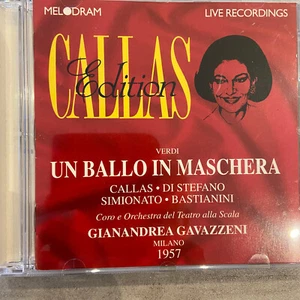 MELODRAM
LIVE RECORDINGS
CALLAS
Edition
VERDI
UN BALLO IN MASCHERA
CALLAS • DI STEFANO
SIMIONATO • BASTIANINI
Coro e Orchestra del Teatro alla Scala
GIANANDREA GAVAZZENI
MILANO
1957